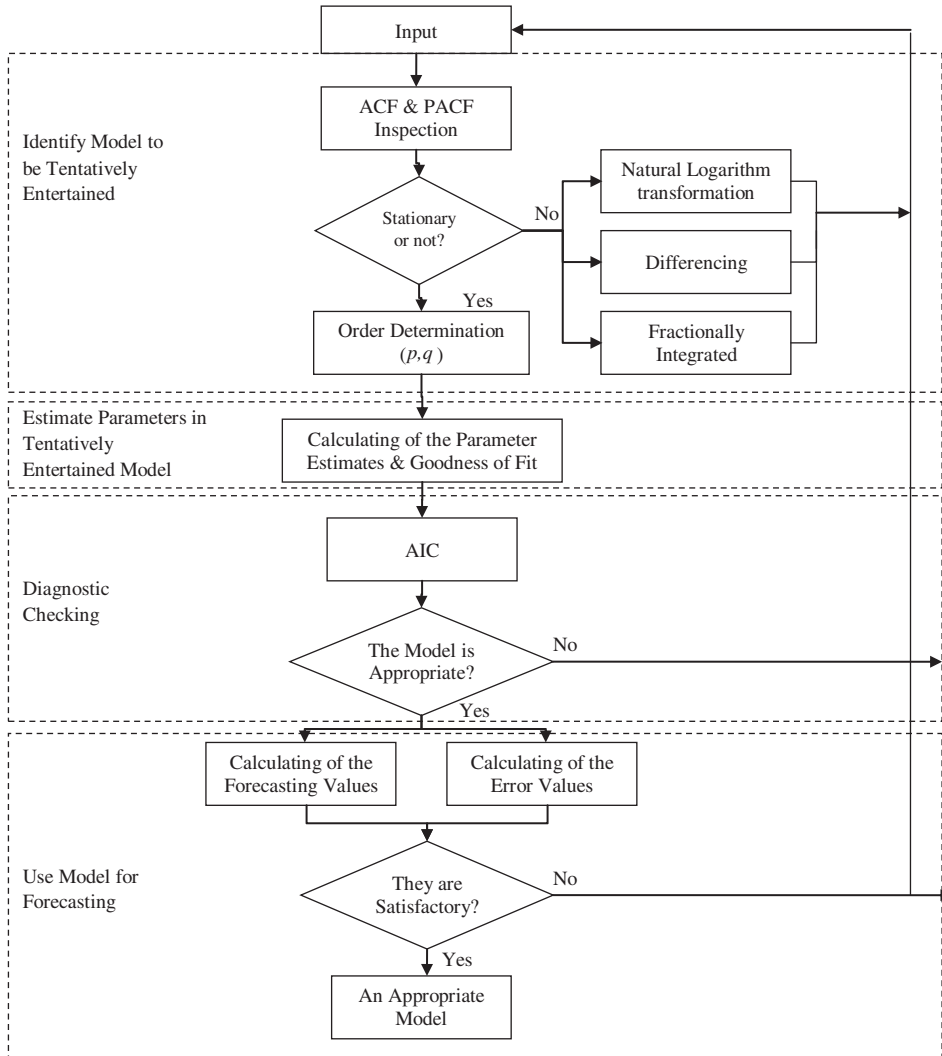 Input
Identify Model to
be Tentatively
Entertained
ACF & PACF
Inspection
Stationary
or not?
No
Natural Logarithm
transformation
Differencing
Fractionally
Integrated
Yes
Order Determination
(p,q )
Estimate Parameters in
Tentatively
Entertained Model
Calculating of the Parameter
Estimates & Goodness of Fit
Diagnostic
Checking
AIC
The Model is
Appropriate?
No
Yes
Use Model for
Forecasting
Calculating of the
Forecasting Values
Calculating of the
Error Values
They are
Satisfactory?
No
Yes
An Appropriate
Model